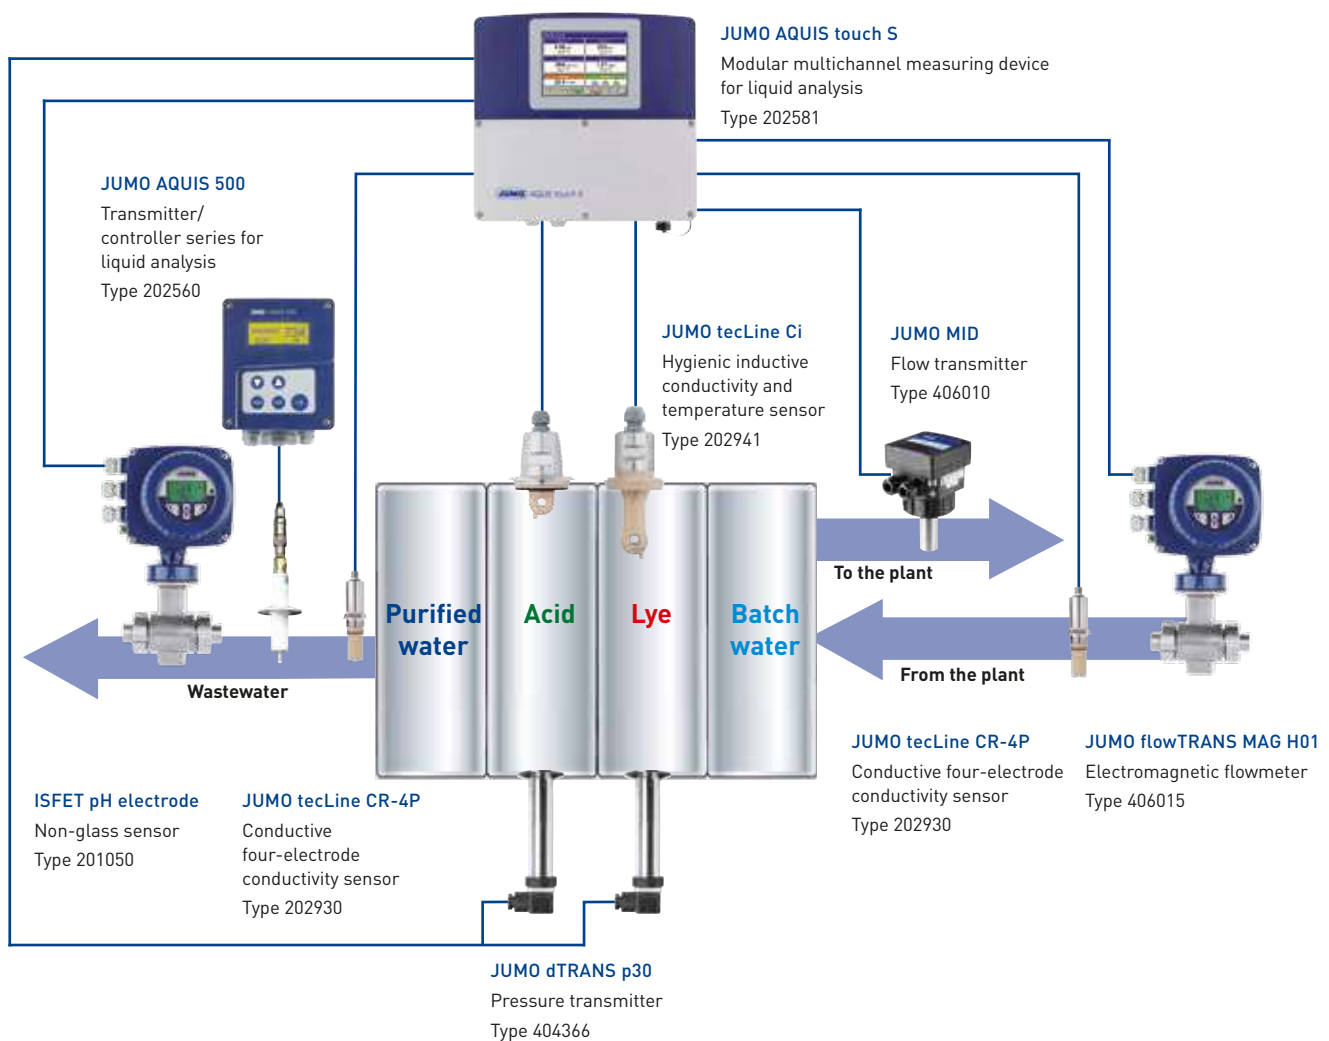 JUMO AQUIS touch S
Modular multichannel measuring device
for liquid analysis
Type 202581
JUMO AQUIS 500
Transmitter/
controller series for
liquid analysis
Type 202560
JUMO AQUIS touch S
JUMO tecLine Ci
Hygienic inductive
conductivity and
temperature sensor
Type 202941
JUMO MID
Flow transmitter
Type 406010
To the plant
Purified
water
Acid
Lye
Batch
water
Wastewater
From the plant
ISFET pH electrode
Non-glass sensor
Type 201050
JUMO tecLine CR-4P
Conductive
four-electrode
conductivity sensor
Type 202930
JUMO tecLine CR-4P
Conductive four-electrode
conductivity sensor
Type 202930
JUMO flowTRANS MAG H01
Electromagnetic flowmeter
Type 406015
JUMO dTRANS p30
Pressure transmitter
Type 404366